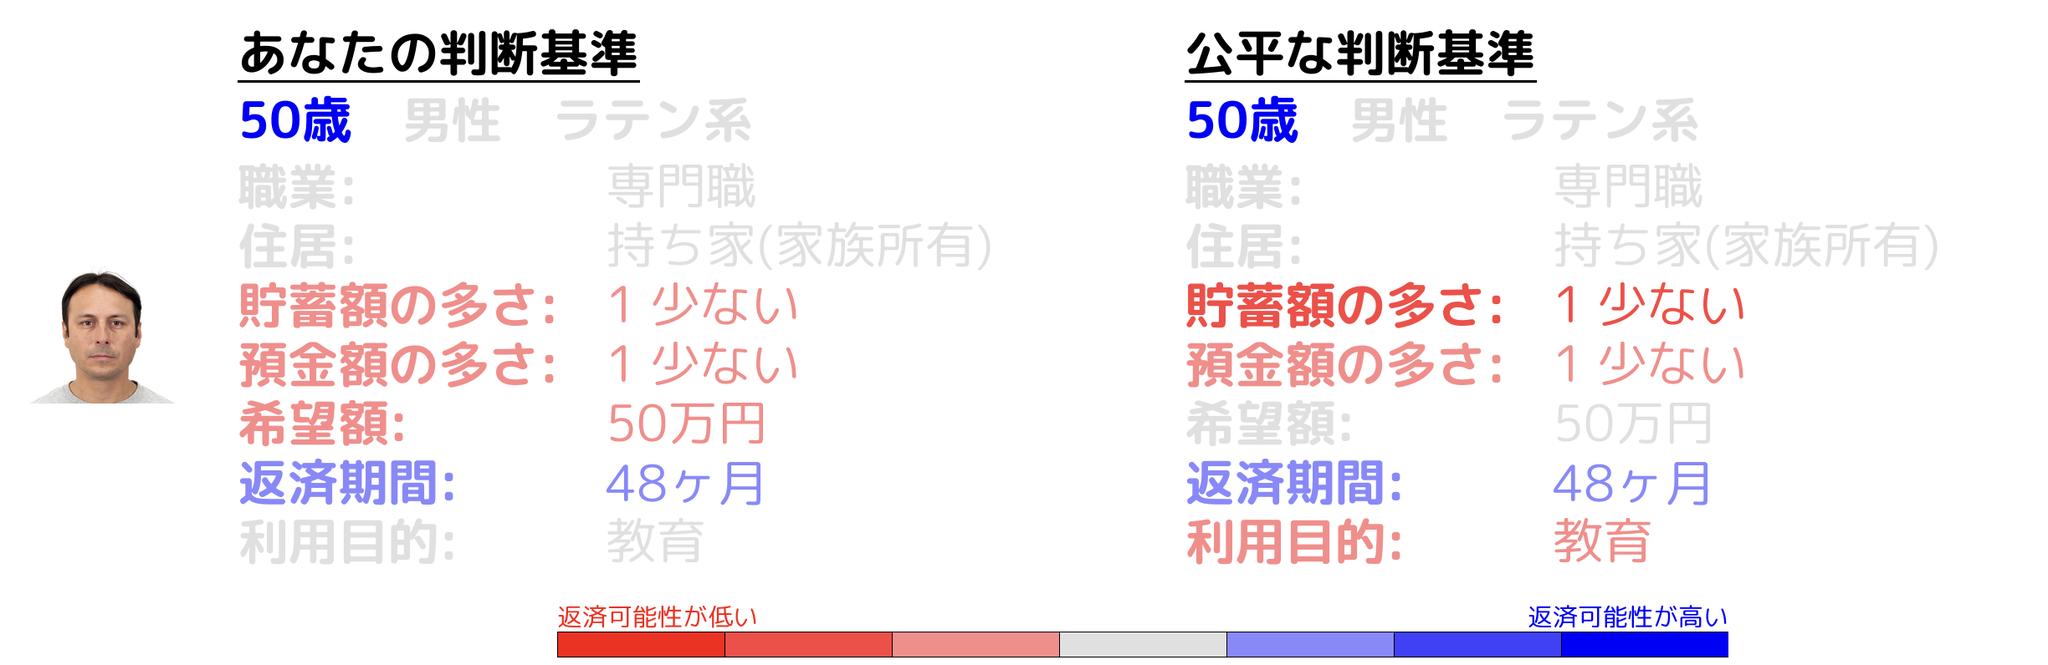 あなたの判断基準
50歳 男性 ラテン系
職業: 専門職
住居: 持ち家(家族所有)
貯蓄額の多さ: 1 少ない
預金額の多さ: 1 少ない
希望額: 50万円
返済期間: 48ヶ月
利用目的: 教育
公平な判断基準
50歳 男性 ラテン系
職業: 専門職
住居: 持ち家(家族所有)
貯蓄額の多さ: 1 少ない
預金額の多さ: 1 少ない
希望額: 50万円
返済期間: 48ヶ月
利用目的: 教育
返済可能性が低い
返済可能性が高い